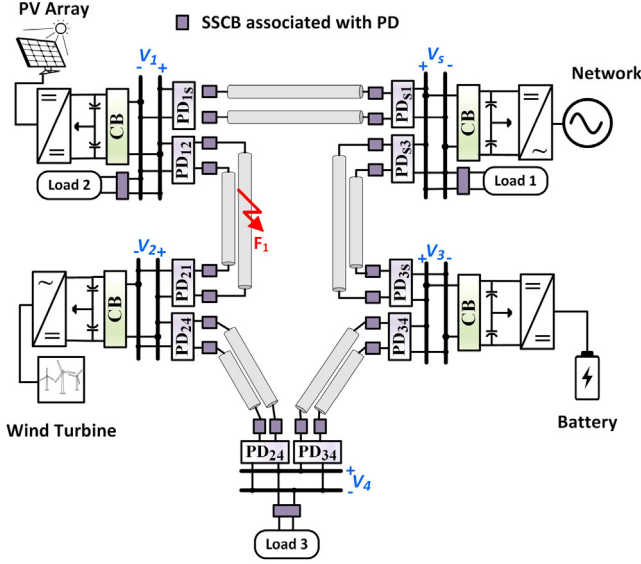 PV Array
SSCB associated with PD
V1
- +
Vs
+ -
Network
PD1s
PDs1
CB
CB
PD12
PDs3
Load 2
Load 1
F1
V2
- +
V3
+ -
PD21
PD3s
CB
CB
PD24
PD34
Wind Turbine
Battery
PD24
PD34
+
V4
-
Load 3